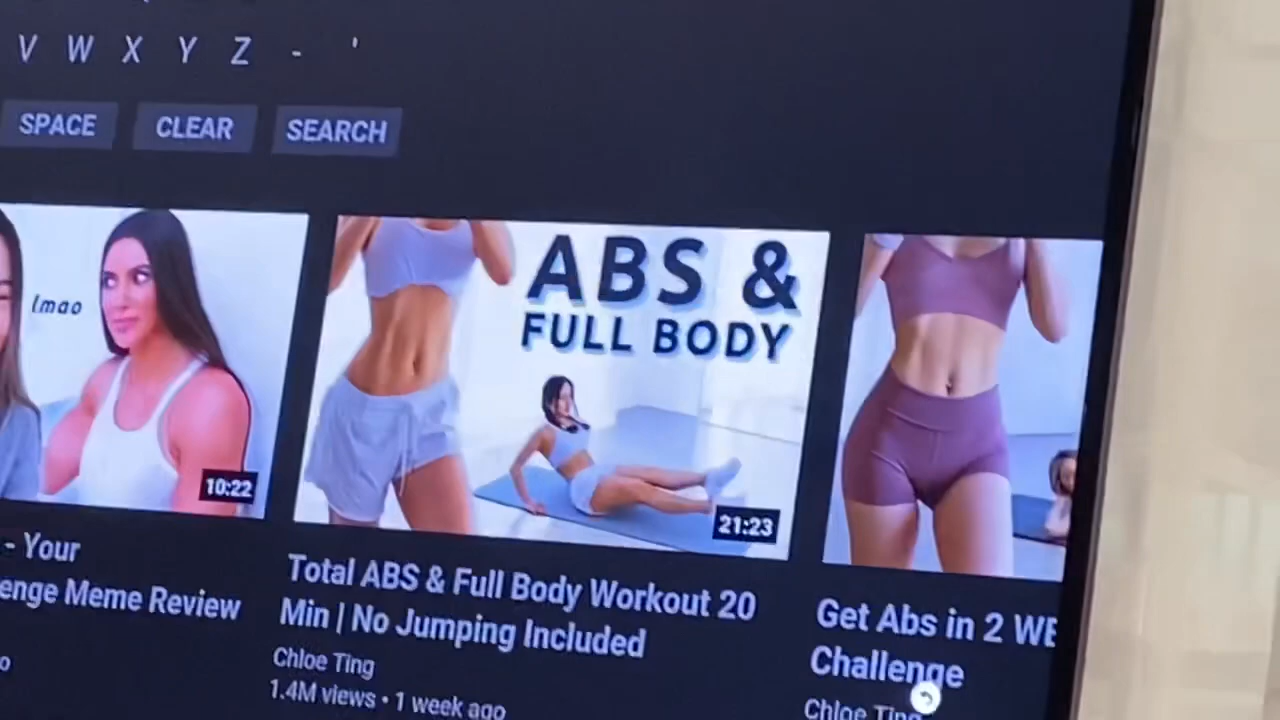 V W X Y Z - '
SPACE CLEAR SEARCH
lmao
10:22
ABS &
FULL BODY
21:23
- Your
enge Meme Review
o
Total ABS & Full Body Workout 20
Min | No Jumping Included
Chloe Ting
1.4M views • 1 week ago
Get Abs in 2 WE
Challenge
Chloe Ting